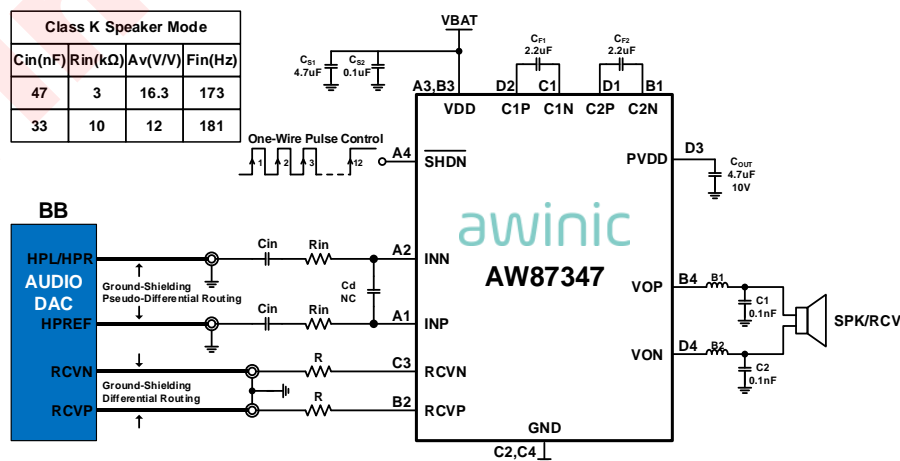 Class K Speaker Mode
Cin(nF) Rin(kΩ) Av(V/V) Fin(Hz)
47 3 16.3 173
33 10 12 181
VBAT
CS1
4.7uF
CS2
0.1uF
CF1
2.2uF
CF2
2.2uF
A3,B3 D2 C1 D1 B1
VDD C1P C1N C2P C2N
One-Wire Pulse Control
1 2 3 12
A4
SHDN
PVDD
D3
COUT
4.7uF
10V
awinic
AW87347
BB
AUDIO
DAC
HPL/HPR
HPREF
RCVN
RCVP
Ground-Shielding
Pseudo-Differential Routing
Ground-Shielding
Differential Routing
Cin Rin
Cin Rin
Cd
NC
R
R
A2
INN
A1
INP
C3
RCVN
B2
RCVP
VOP
B4
B1
C1
0.1nF
VON
D4
B2
C2
0.1nF
SPK/RCV
GND
C2,C4